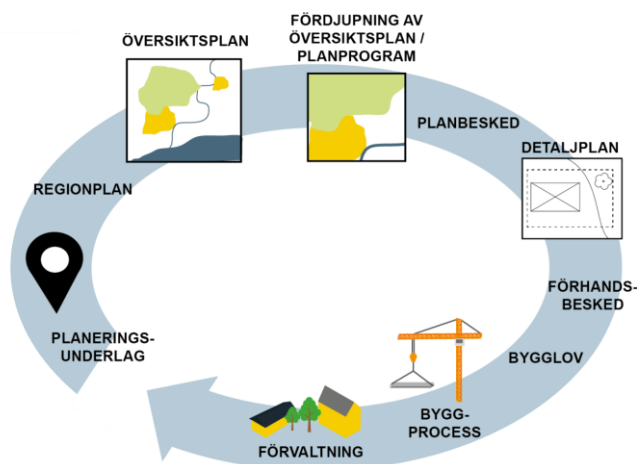 FÖRDJUPNING AV
ÖVERSIKTSPLAN /
PLANPROGRAM
ÖVERSIKTSPLAN
PLANBESKED
DETALJPLAN
REGIONPLAN
FÖRHANDS-
BESKED
PLANERINGS-
UNDERLAG
BYGGLOV
BYGG-
PROCESS
FÖRVALTNING